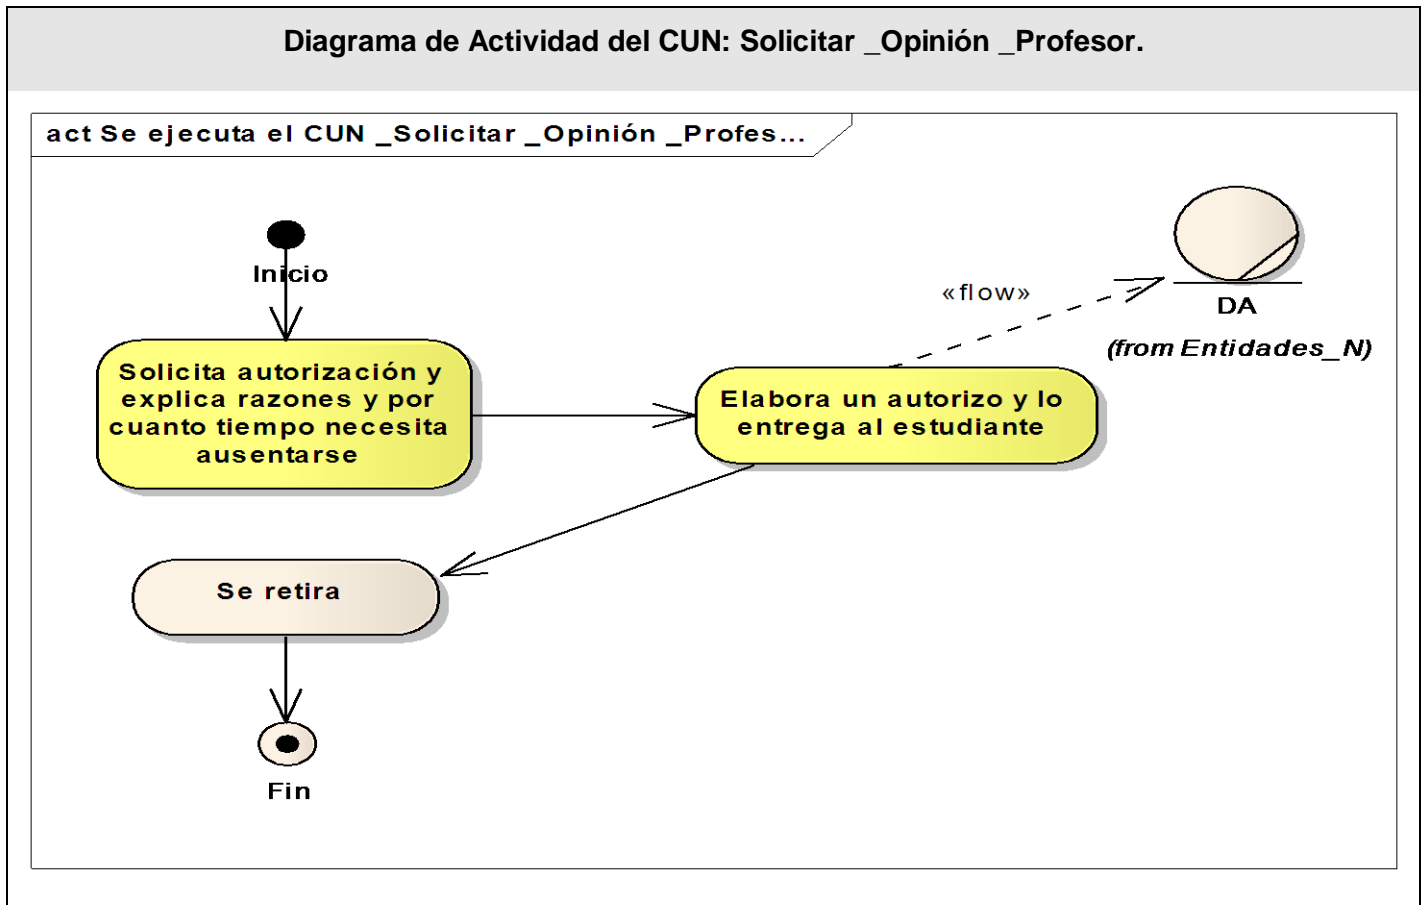 Diagrama de Actividad del CUN: Solicitar _Opinión _Profesor.
act Se ejecuta el CUN _Solicitar _Opinión _Profes...
Inicio
«flow»
DA
(from Entidades_N)
Solicita autorización y
explica razones y por
cuanto tiempo necesita
ausentarse
Elabora un autorizo y lo
entrega al estudiante
Se retira
Fin